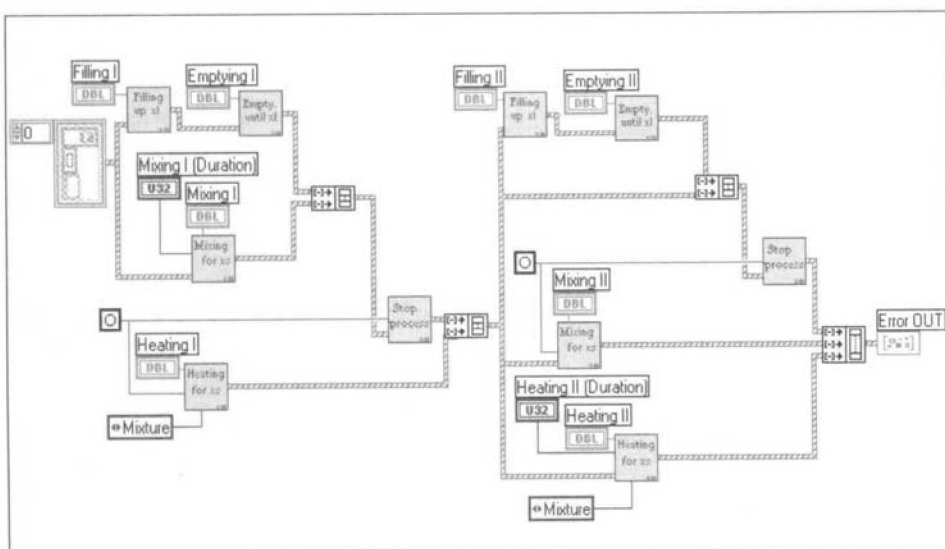 Filling I
DBL
Filling
up xl
Emptying I
DBL
Empty.
until xl
0
1,2
Mixing I (Duration)
U32
Mixing I
DBL
Mixing
for xs
Stop
process
Heating I
DBL
Heating
for xs
Mixture
Filling II
DBL
Filling
up xl
Emptying II
DBL
Empty.
until xl
Stop
process
Mixing II
DBL
Mixing
for xs
Heating II (Duration)
U32
Heating II
DBL
Heating
for xs
Mixture
Error OUT